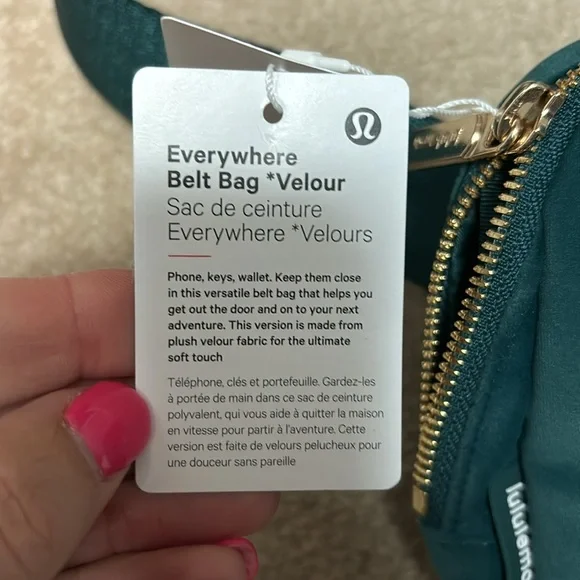 Everywhere
Belt Bag *Velour
Sac de ceinture
Everywhere *Velours
Phone, keys, wallet. Keep them close
in this versatile belt bag that helps you
get out the door and on to your next
adventure. This version is made from
plush velour fabric for the ultimate
soft touch
Téléphone, clés et portefeuille. Gardez-les
à portée de main dans ce sac de ceinture
polyvalent, qui vous aide à quitter la maison
en vitesse pour partir à l'aventure. Cette
version est faite de velours pelucheux pour
une douceur sans pareille
lululemo